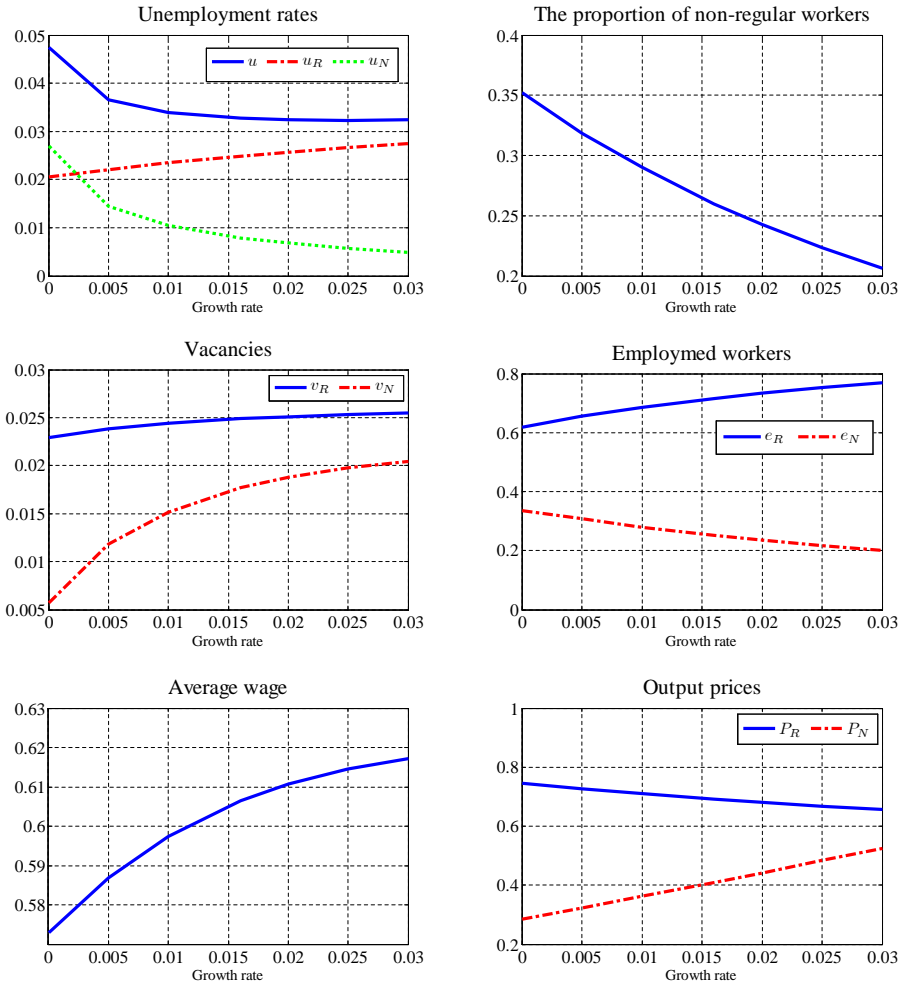 Unemployment rates
u u_R u_N
0.05
0.04
0.03
0.02
0.01
0
0 0.005 0.01 0.015 0.02 0.025 0.03
Growth rate
The proportion of non-regular workers
0.4
0.35
0.3
0.25
0.2
0 0.005 0.01 0.015 0.02 0.025 0.03
Growth rate
Vacancies
v_R v_N
0.03
0.025
0.02
0.015
0.01
0.005
0 0.005 0.01 0.015 0.02 0.025 0.03
Growth rate
Employmed workers
0.8
0.6
e_R e_N
0.4
0.2
0
0 0.005 0.01 0.015 0.02 0.025 0.03
Growth rate
Average wage
0.63
0.62
0.61
0.6
0.59
0.58
0 0.005 0.01 0.015 0.02 0.025 0.03
Growth rate
Output prices
1
P_R P_N
0.8
0.6
0.4
0.2
0 0.005 0.01 0.015 0.02 0.025 0.03
Growth rate